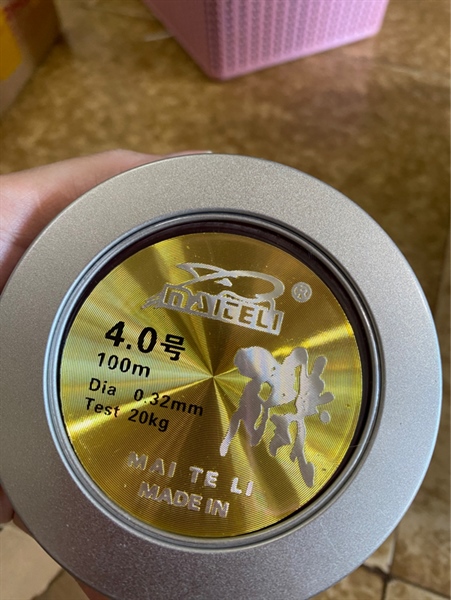 MAITELI ®
4.0号
100m
Dia 0.32mm
Test 20kg
MAI TE LI
MADE IN